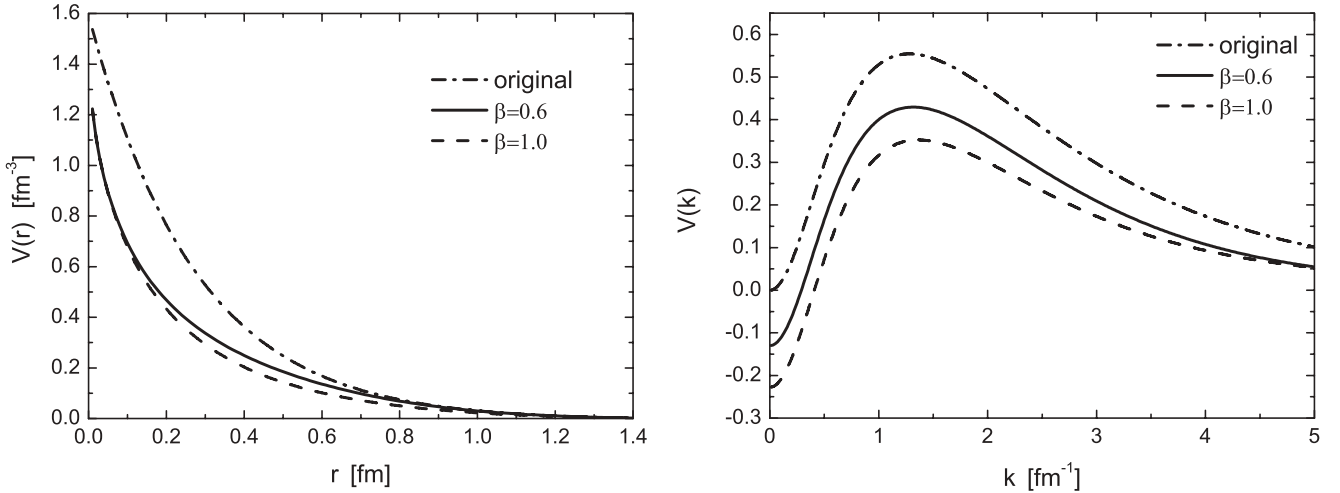 1.6
1.4
1.2
1.0
0.8
0.6
0.4
0.2
0.0
V(r) [fm⁻³]
original
β=0.6
β=1.0
0.0 0.2 0.4 0.6 0.8 1.0 1.2 1.4
r [fm]
0.6
0.5
0.4
0.3
0.2
0.1
0.0
-0.1
-0.2
-0.3
V(k)
original
β=0.6
β=1.0
0 1 2 3 4 5
k [fm⁻¹]